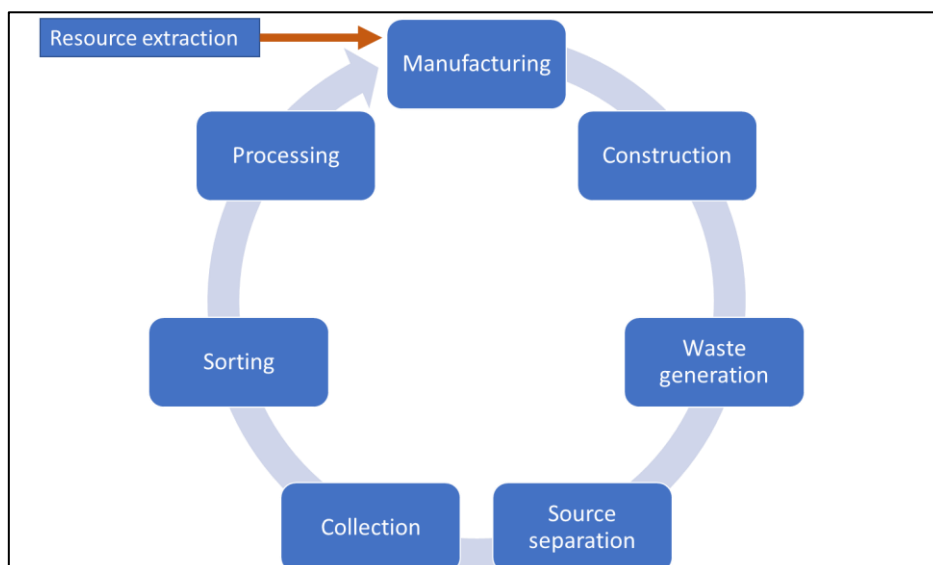 Resource extraction
Manufacturing
Construction
Waste
generation
Source
separation
Collection
Sorting
Processing